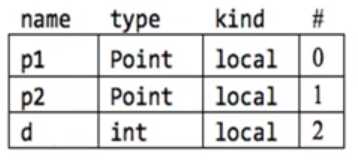 name type kind #
p1 Point local 0
p2 Point local 1
d int local 2